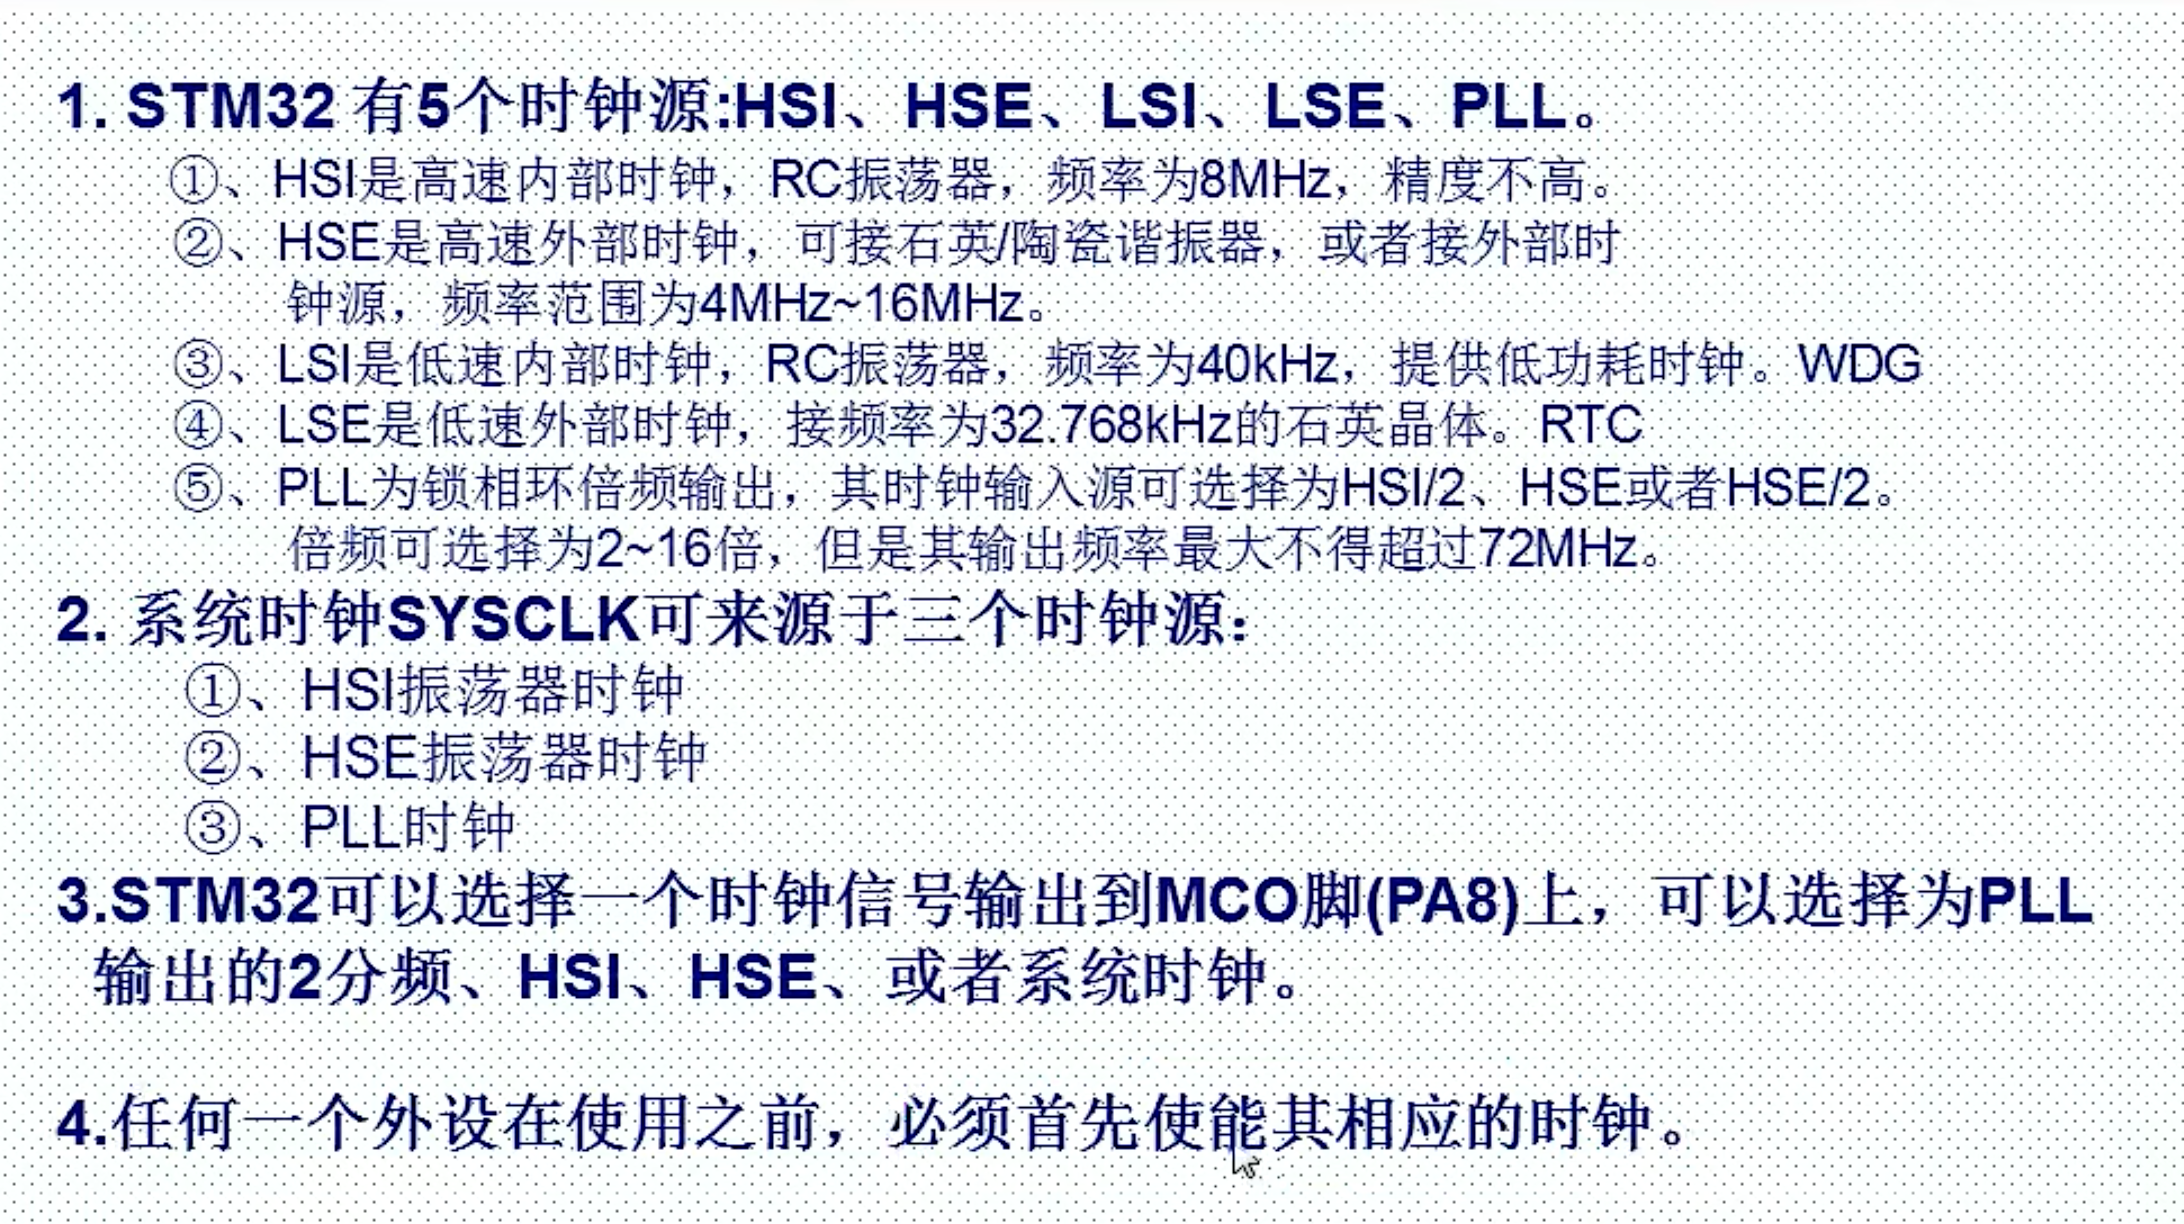 1. STM32 有5个时钟源:HSI、HSE、LSI、LSE、PLL。
①、HSI是高速内部时钟，RC振荡器，频率为8MHz，精度不高。
②、HSE是高速外部时钟，可接石英/陶瓷谐振器，或者接外部时
钟源，频率范围为4MHz~16MHz。
③、LSI是低速内部时钟，RC振荡器，频率为40kHz，提供低功耗时钟。WDG
④、LSE是低速外部时钟，接频率为32.768kHz的石英晶体。RTC
⑤、PLL为锁相环倍频输出，其时钟输入源可选择为HSI/2、HSE或者HSE/2。
倍频可选择为2~16倍，但是其输出频率最大不得超过72MHz。
2. 系统时钟SYSCLK可来源于三个时钟源：
①、HSI振荡器时钟
②、HSE振荡器时钟
③、PLL时钟
3.STM32可以选择一个时钟信号输出到MCO脚(PA8)上，可以选择为PLL
输出的2分频、HSI、HSE、或者系统时钟。
4.任何一个外设在使用之前，必须首先使能其相应的时钟。